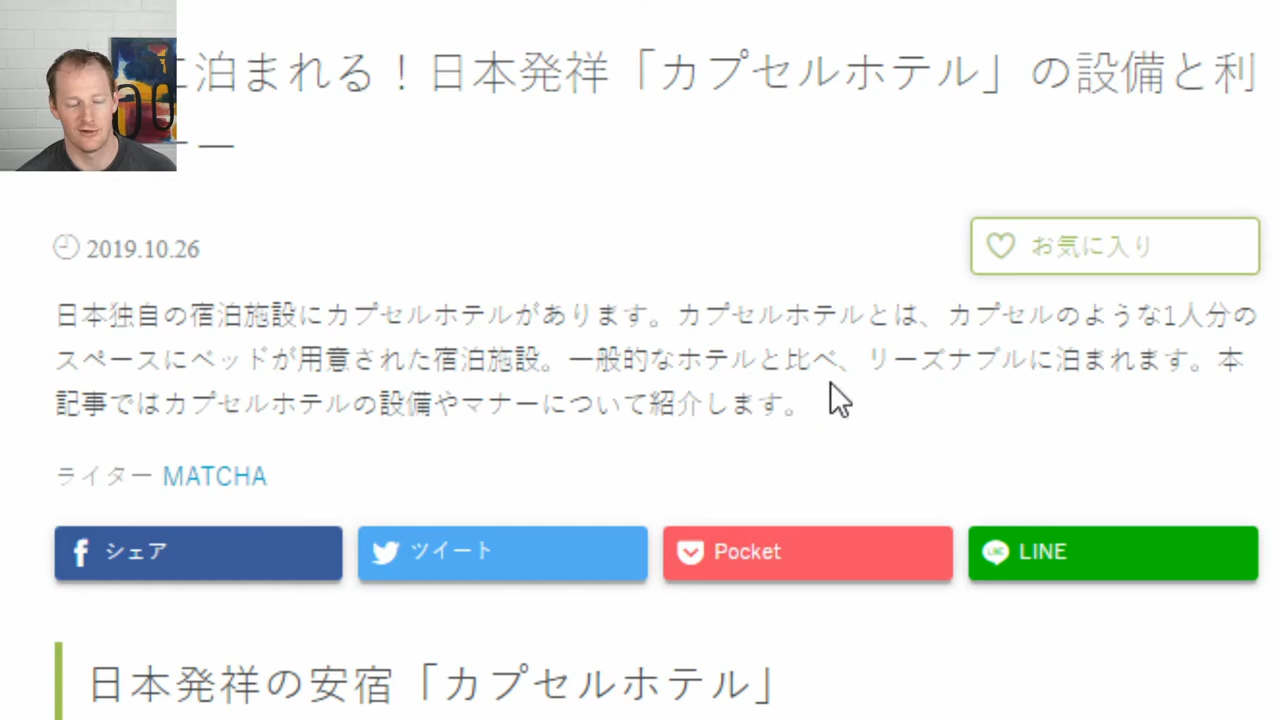 に泊まれる！日本発祥「カプセルホテル」の設備と利
ー
2019.10.26
お気に入り
日本独自の宿泊施設にカプセルホテルがあります。カプセルホテルとは、カプセルのような1人分の
スペースにベッドが用意された宿泊施設。一般的なホテルと比べ、リーズナブルに泊まれます。本
記事ではカプセルホテルの設備やマナーについて紹介します。
ライター MATCHA
シェア
ツイート
Pocket
LINE
日本発祥の安宿「カプセルホテル」